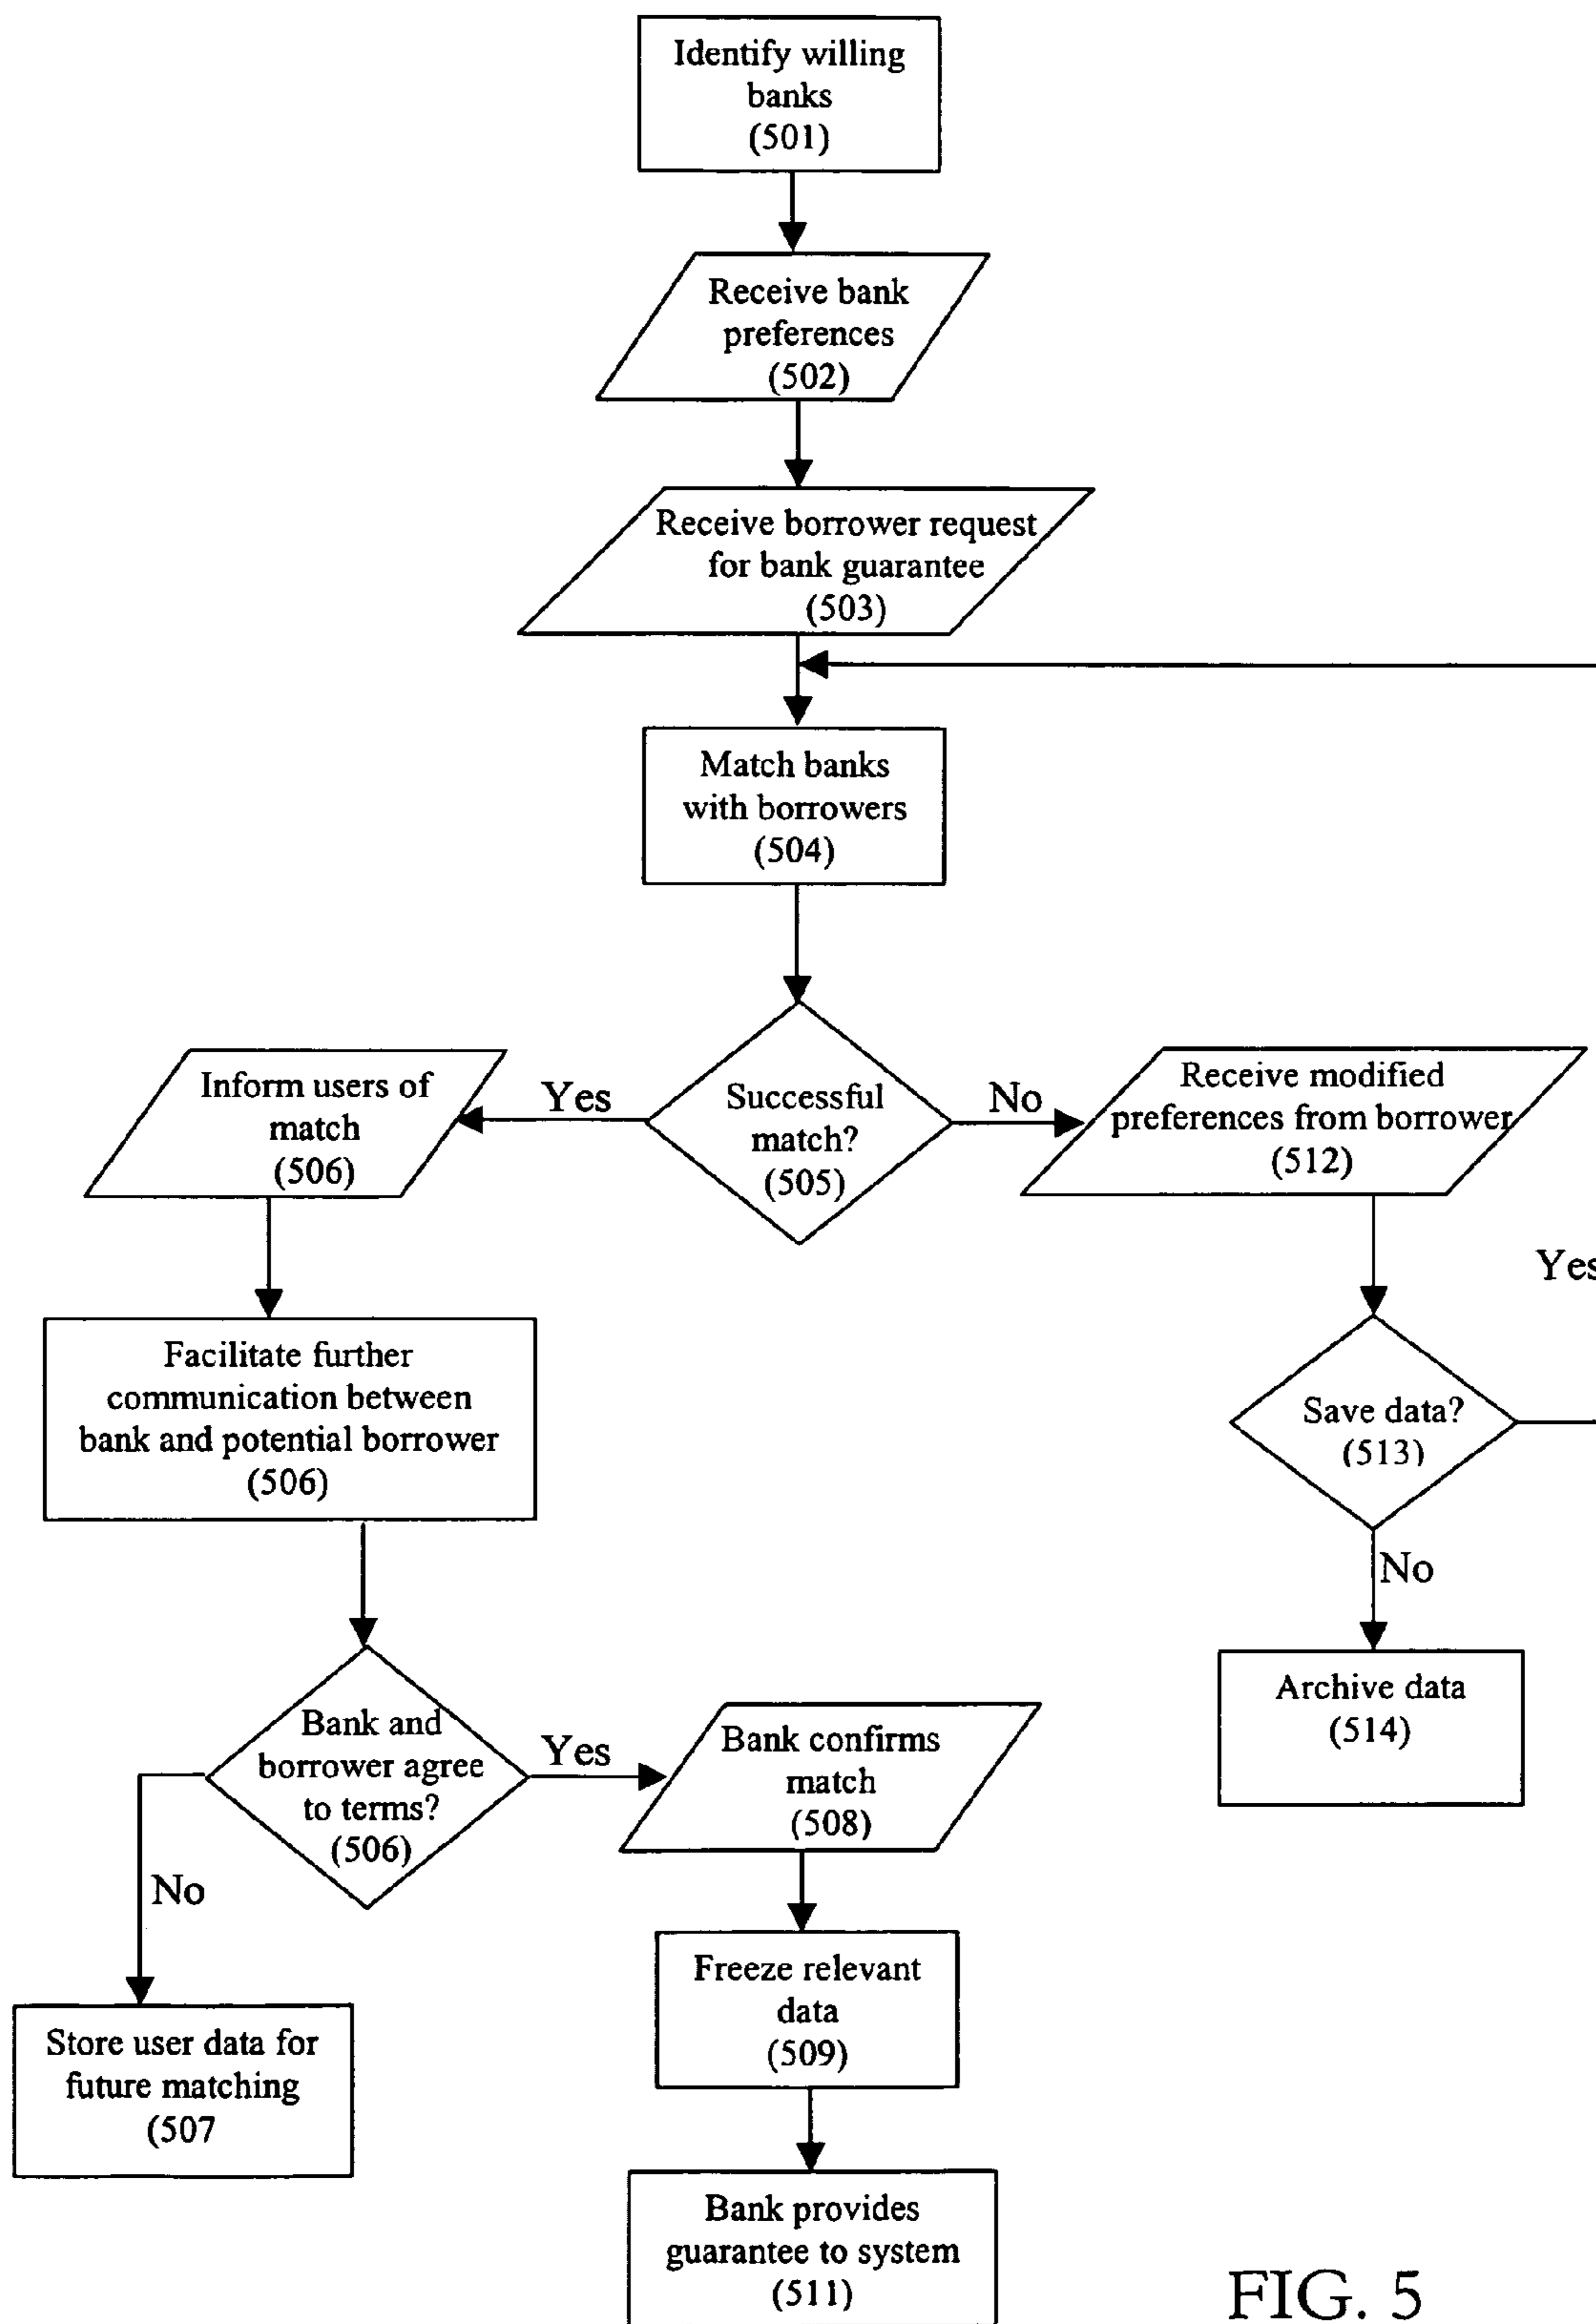 Identify willing
banks
(501)
Receive bank
preferences
(502)
Receive borrower request
for bank guarantee
(503)
Match banks
with borrowers
(504)
Inform users of
match
(506)
Yes
Successful
match?
(505)
No
Receive modified
preferences from borrower
(512)
Yes
Facilitate further
communication between
bank and potential borrower
(506)
Save data?
(513)
No
Archive data
(514)
Bank and
borrower agree
to terms?
(506)
Yes
Bank confirms
match
(508)
No
Freeze relevant
data
(509)
Store user data for
future matching
(507
Bank provides
guarantee to system
(511)
FIG. 5